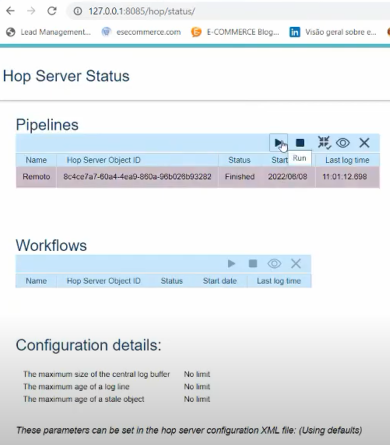 127.0.0.1:8085/hop/status/
Lead Management... esecommerce.com E-COMMERCE Blog... Visão geral sobre e...
Hop Server Status
Pipelines
Run
Name Hop Server Object ID Status Start Last log time
Remoto 8c4ce7a7-60a4-4ea9-860a-96b026b93282 Finished 2022/06/08 11:01:12.698
Workflows
Name Hop Server Object ID Status Start date Last log time
Configuration details:
The maximum size of the central log buffer No limit
The maximum age of a log line No limit
The maximum age of a stale object No limit
These parameters can be set in the hop server configuration XML file: (Using defaults)